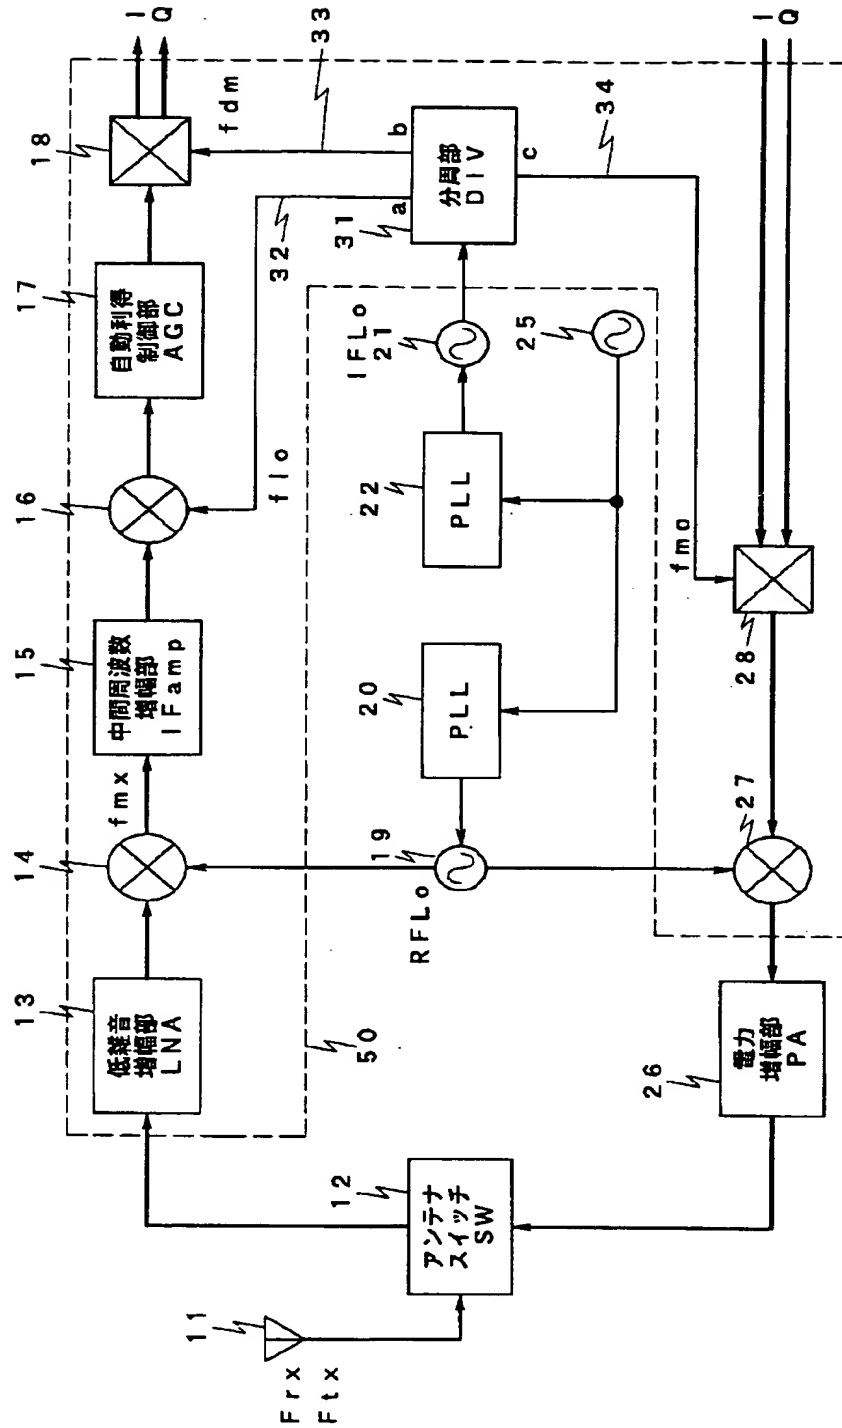 11
Frx
Ftx
12
アンテナ
スイッチ
SW
13
低雑音
増幅部
LNA
14
fmx
15
中間周波数
増幅部
IFamp
16
flo
17
自動利得
制御部
AGC
18
I
Q
fdm
33
32
31
a
b
c
分周部
DIV
34
IFLo
21
25
22
PLL
20
PLL
19
RFLo
50
fmo
I
Q
28
27
26
電力
増幅部
PA